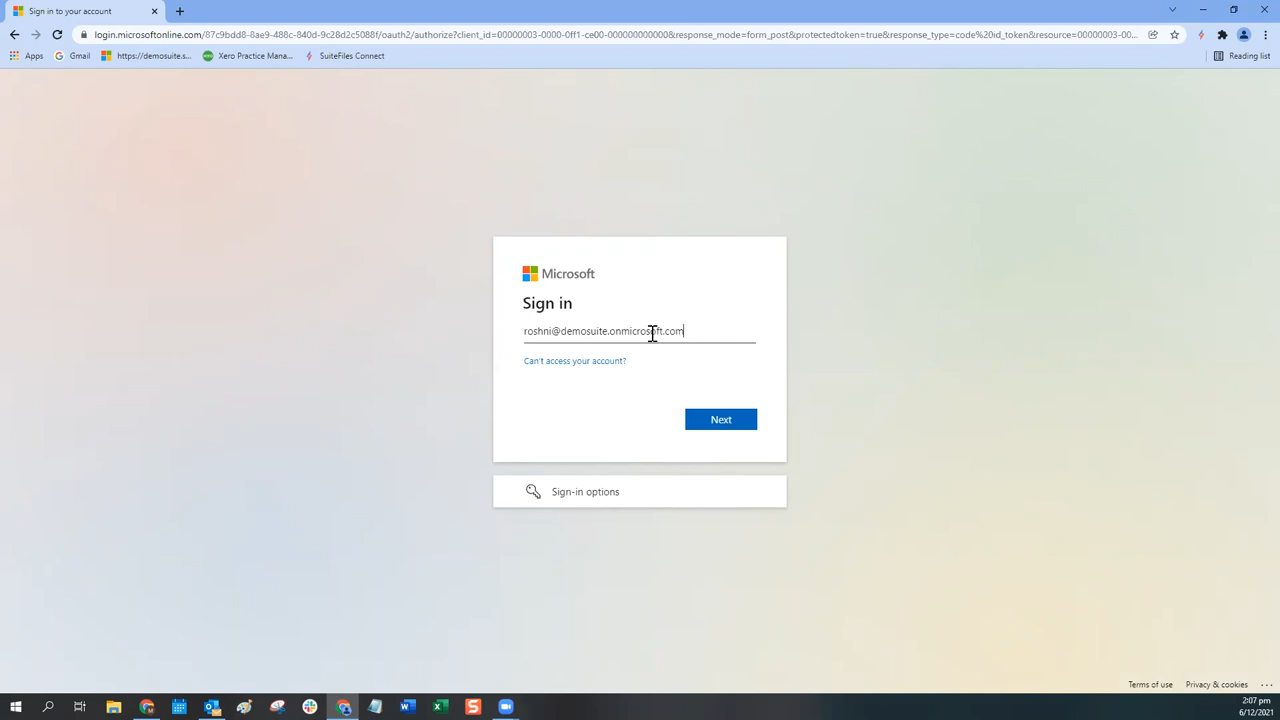 Sign in to your account
login.microsoftonline.com/87c9bdd8-8ae9-488c-840d-9c28d2c5088f/oauth2/authorize?client_id=00000003-0000-0ff1-ce00-000000000000&response_mode=form_post&protectedtoken=true&response_type=code%20id_token&resource=00000003-00...
Apps
Gmail
https://demosuite.s...
Xero Practice Mana...
SuiteFiles Connect
Reading list
Microsoft
Sign in
roshni@demosuite.onmicrosoft.com
Can't access your account?
Next
Sign-in options
Terms of use
Privacy & cookies
...
2:07 pm
6/12/2021